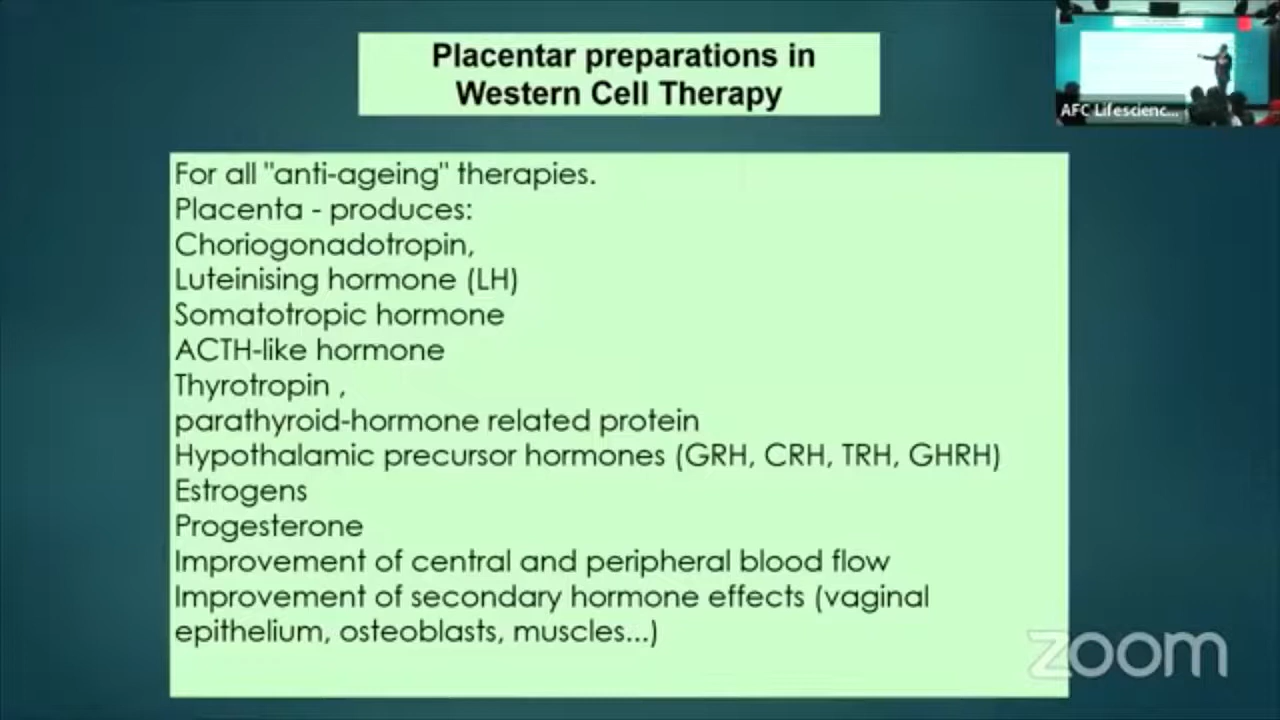 Placentar preparations in
Western Cell Therapy
AFC Lifescienc...
For all "anti-ageing" therapies.
Placenta - produces:
Choriogonadotropin,
Luteinising hormone (LH)
Somatotropic hormone
ACTH-like hormone
Thyrotropin ,
parathyroid-hormone related protein
Hypothalamic precursor hormones (GRH, CRH, TRH, GHRH)
Estrogens
Progesterone
Improvement of central and peripheral blood flow
Improvement of secondary hormone effects (vaginal
epithelium, osteoblasts, muscles...)
zoom